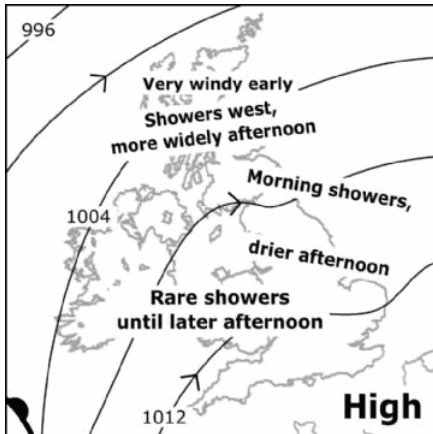 996
Very windy early
Showers west,
more widely afternoon
Morning showers,
1004
drier afternoon
Rare showers
until later afternoon
High
1012